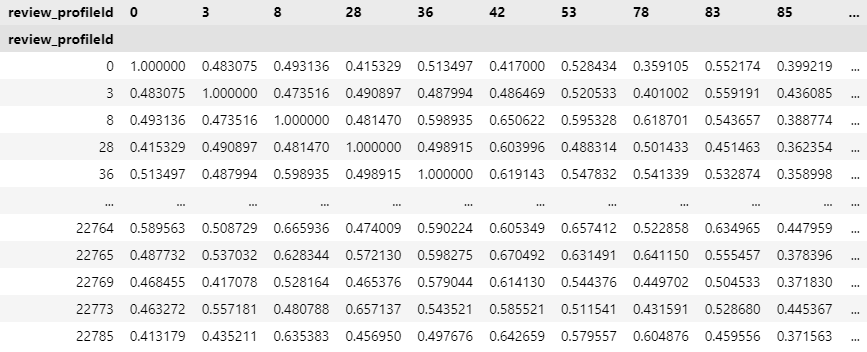 review_profileId 0 3 8 28 36 42 53 78 83 85 ...
review_profileId
0 1.000000 0.483075 0.493136 0.415329 0.513497 0.417000 0.528434 0.359105 0.552174 0.399219 ...
3 0.483075 1.000000 0.473516 0.490897 0.487994 0.486469 0.520533 0.401002 0.559191 0.436085 ...
8 0.493136 0.473516 1.000000 0.481470 0.598935 0.650622 0.595328 0.618701 0.543657 0.388774 ...
28 0.415329 0.490897 0.481470 1.000000 0.498915 0.603996 0.488314 0.501433 0.451463 0.362354 ...
36 0.513497 0.487994 0.598935 0.498915 1.000000 0.619143 0.547832 0.541339 0.532874 0.358998 ...
... ... ... ... ... ... ... ... ... ... ... ...
22764 0.589563 0.508729 0.665936 0.474009 0.590224 0.605349 0.657412 0.522858 0.634965 0.447959 ...
22765 0.487732 0.537032 0.628344 0.572130 0.598275 0.670492 0.631491 0.641150 0.555457 0.378396 ...
22769 0.468455 0.417078 0.528164 0.465376 0.579044 0.614130 0.544376 0.449702 0.504533 0.371830 ...
22773 0.463272 0.557181 0.480788 0.657137 0.543521 0.585521 0.511541 0.431591 0.528680 0.445367 ...
22785 0.413179 0.435211 0.635383 0.456950 0.497676 0.642659 0.579557 0.604876 0.459556 0.371563 ...